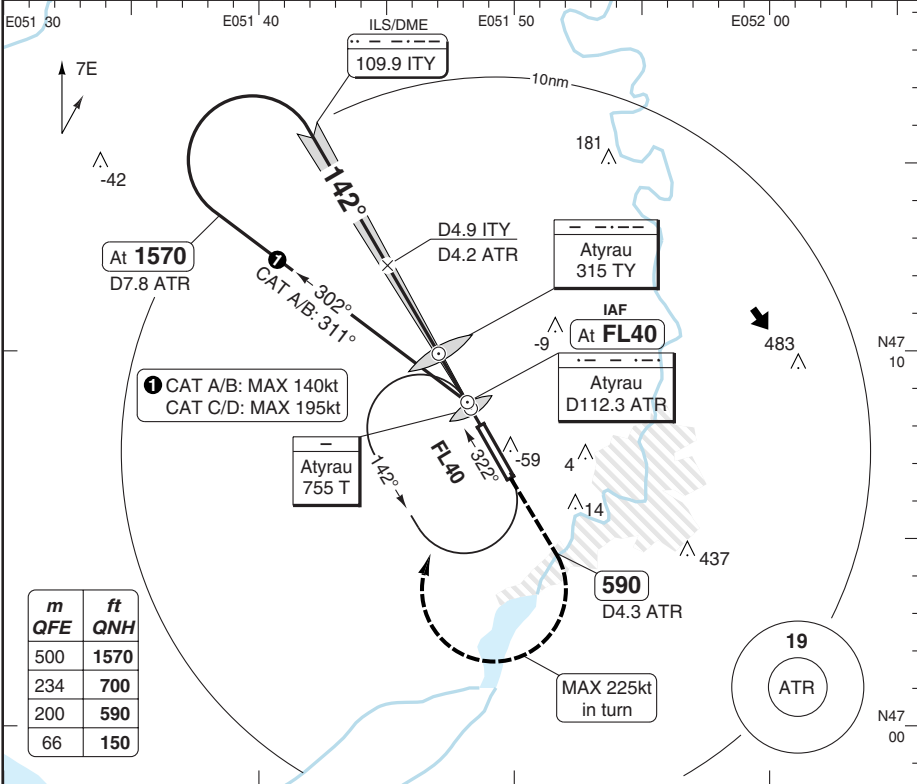 E051 30
E051 40
E051 50
E052 00
ILS/DME
109.9 ITY
7E
10nm
181
-42
142°
D4.9 ITY
D4.2 ATR
At 1570
D7.8 ATR
Atyrau
315 TY
1
302°
CAT A/B: 311°
IAF
At FL40
-9
483
N47
10
1 CAT A/B: MAX 140kt
CAT C/D: MAX 195kt
Atyrau
D112.3 ATR
Atyrau
755 T
142°
FL40
322°
-59
4
14
437
590
D4.3 ATR
m ft
QFE QNH
500 1570
234 700
200 590
66 150
MAX 225kt
in turn
19
ATR
N47
00